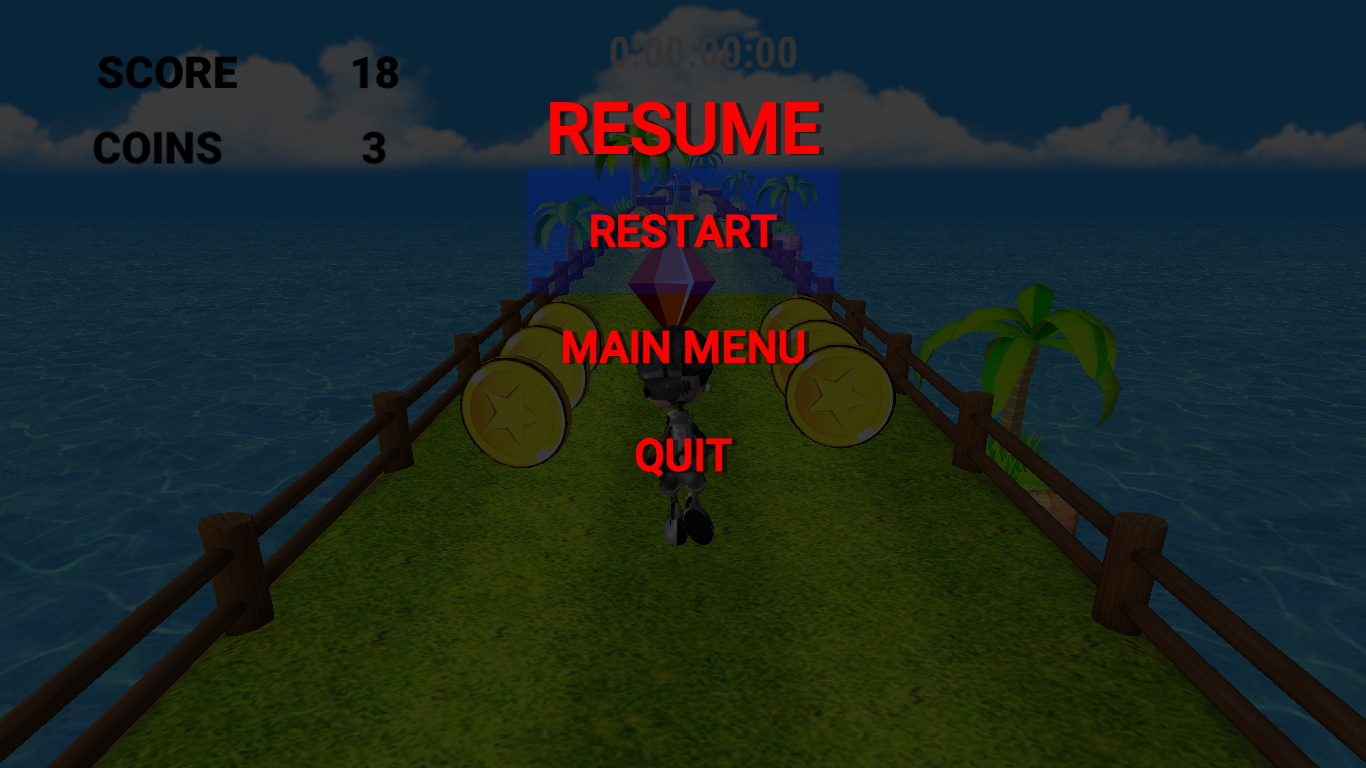 0:00:00:00
SCORE 18
RESUME
COINS 3
RESTART
MAIN MENU
QUIT